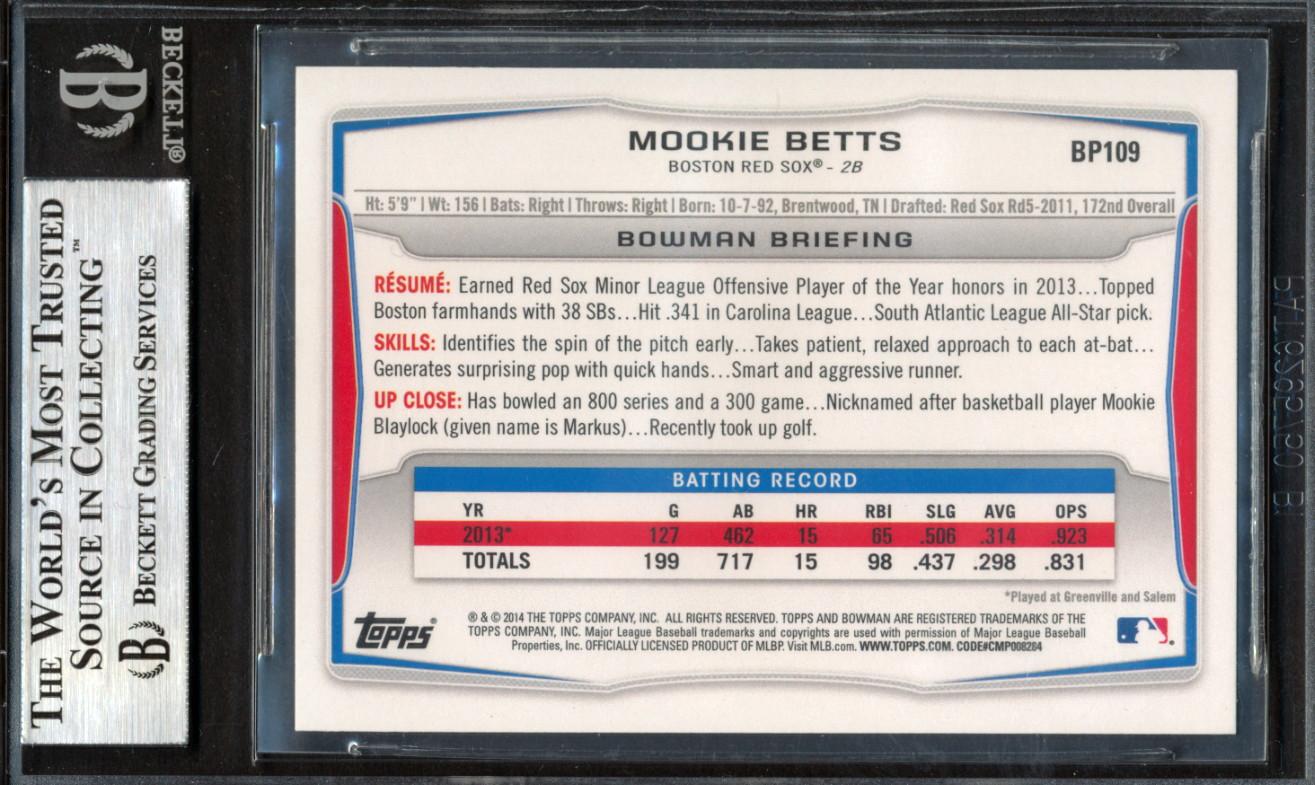 BECKETT®
B
THE WORLD'S MOST TRUSTED
SOURCE IN COLLECTING™
B BECKETT GRADING SERVICES
MOOKIE BETTS
BOSTON RED SOX® - 2B
BP109
Ht: 5'9" | Wt: 156 | Bats: Right | Throws: Right | Born: 10-7-92, Brentwood, TN | Drafted: Red Sox Rd5-2011, 172nd Overall
BOWMAN BRIEFING
RÉSUMÉ: Earned Red Sox Minor League Offensive Player of the Year honors in 2013...Topped
Boston farmhands with 38 SBs...Hit .341 in Carolina League...South Atlantic League All-Star pick.
SKILLS: Identifies the spin of the pitch early...Takes patient, relaxed approach to each at-bat...
Generates surprising pop with quick hands...Smart and aggressive runner.
UP CLOSE: Has bowled an 800 series and a 300 game...Nicknamed after basketball player Mookie
Blaylock (given name is Markus)...Recently took up golf.
BATTING RECORD
YR G AB HR RBI SLG AVG OPS
2013* 127 462 15 65 .506 .314 .923
TOTALS 199 717 15 98 .437 .298 .831
*Played at Greenville and Salem
topps®
® & © 2014 THE TOPPS COMPANY, INC. ALL RIGHTS RESERVED. TOPPS AND BOWMAN ARE REGISTERED TRADEMARKS OF THE
TOPPS COMPANY, INC. Major League Baseball trademarks and copyrights are used with permission of Major League Baseball
Properties, Inc. OFFICIALLY LICENSED PRODUCT OF MLBP. Visit MLB.com. WWW.TOPPS.COM. CODE#CMP008284